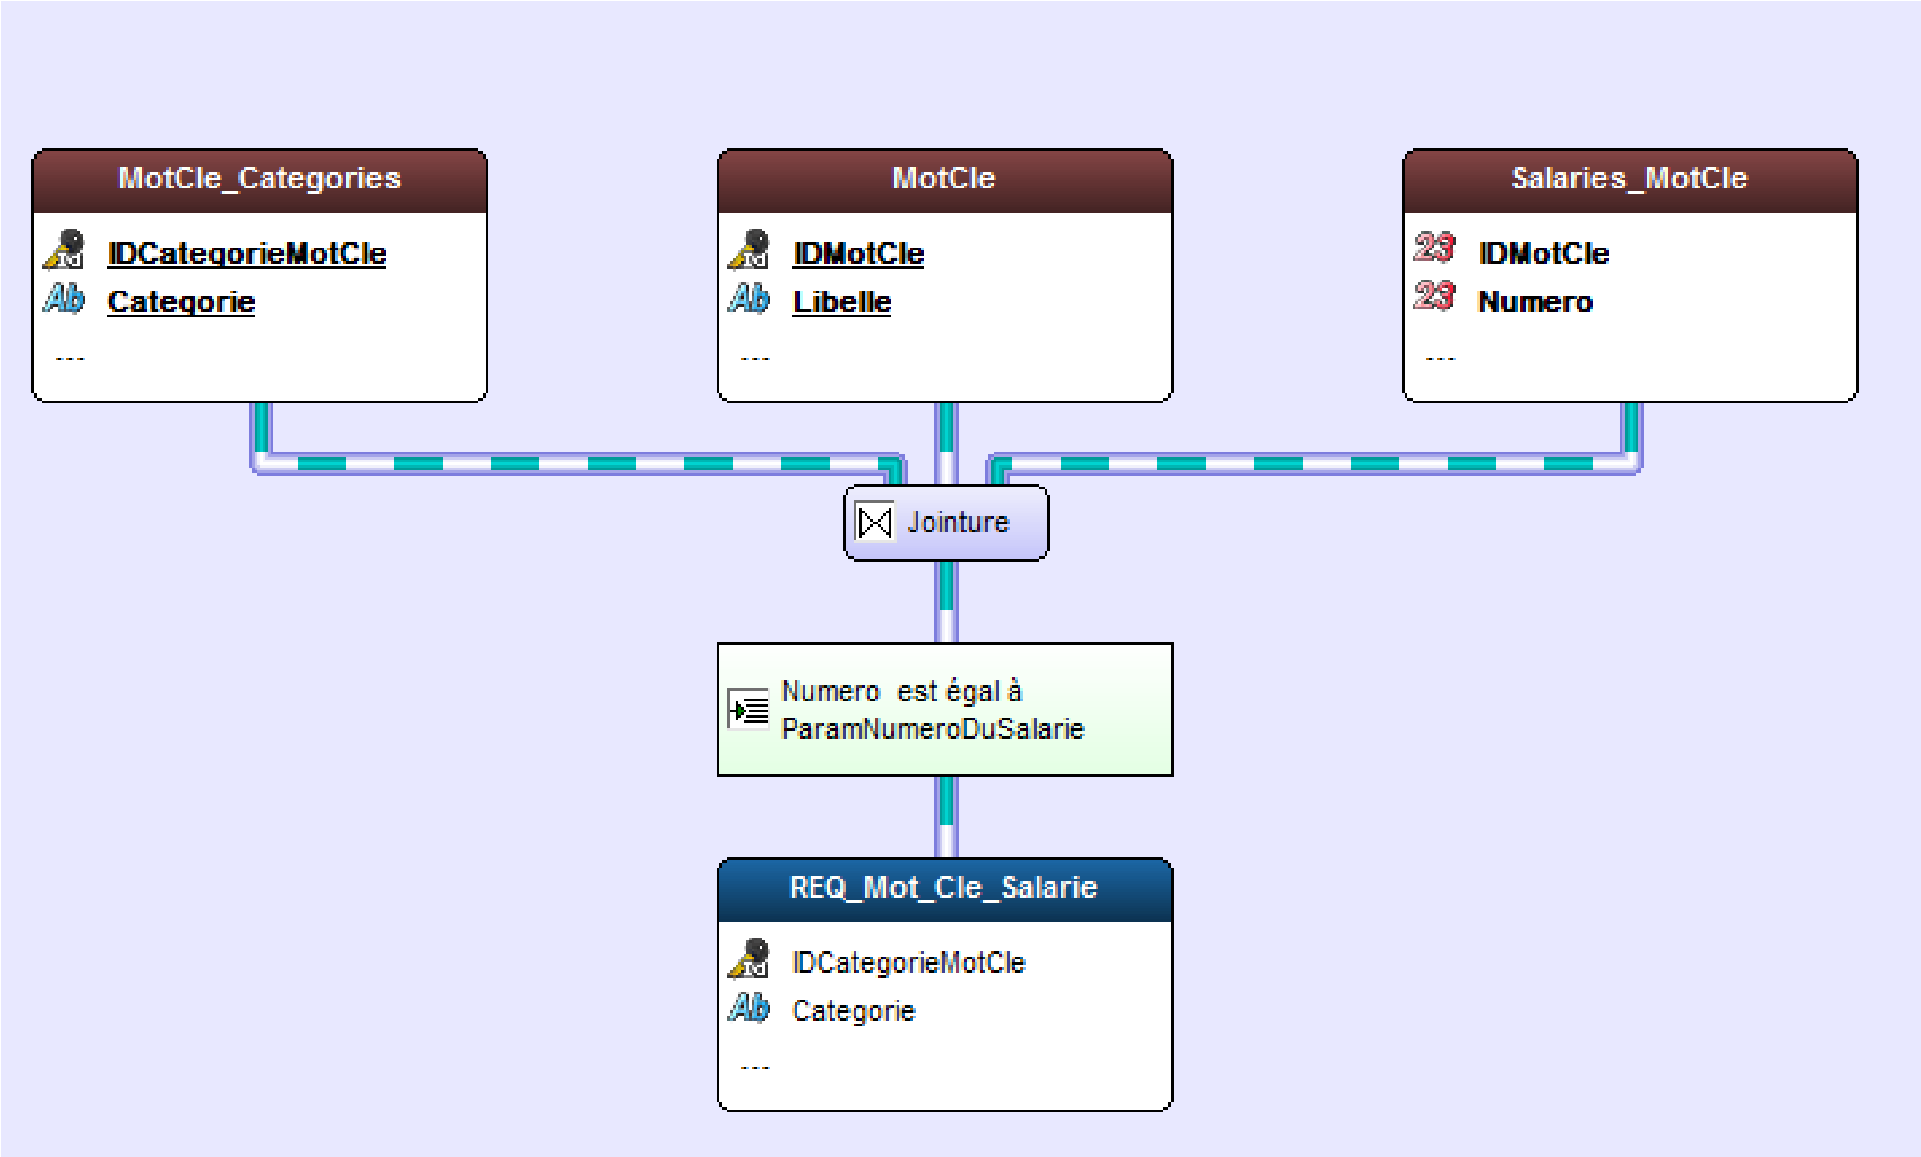 MotCle_Categories
IDCategorieMotCle
Categorie
---
MotCle
IDMotCle
Libelle
---
Salaries_MotCle
IDMotCle
Numero
---
Jointure
Numero est égal à
ParamNumeroDuSalarie
REQ_Mot_Cle_Salarie
IDCategorieMotCle
Categorie
---